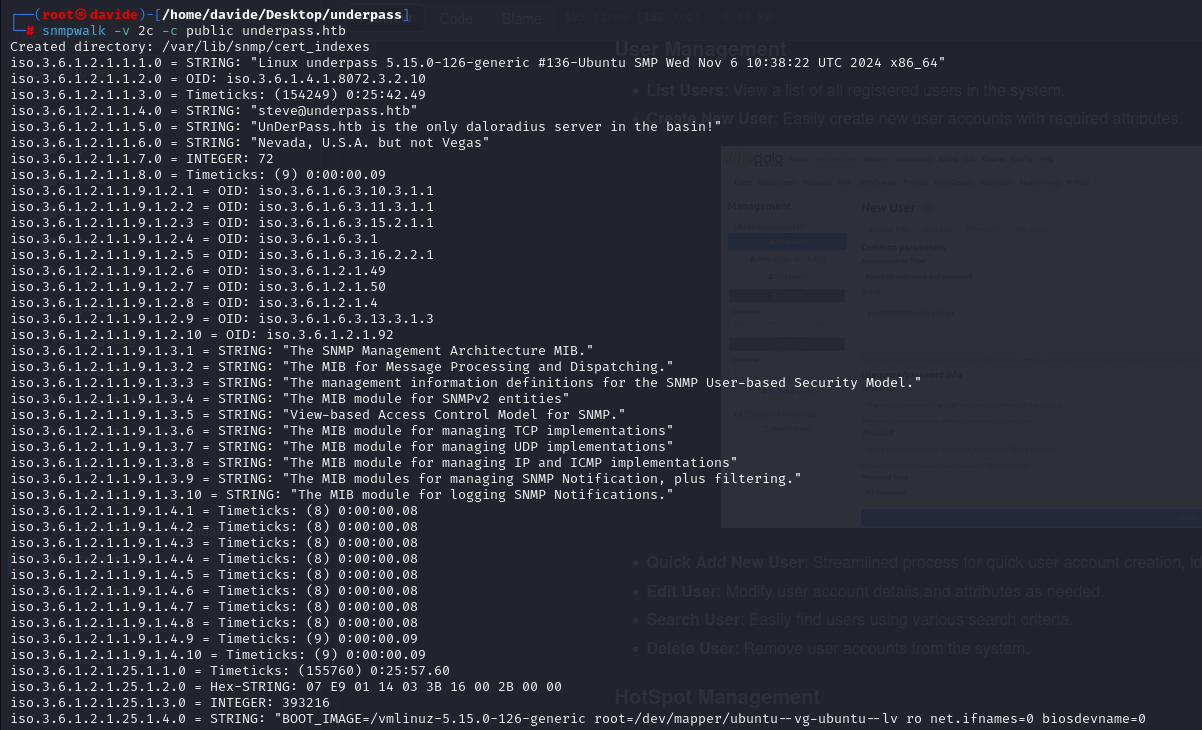 ┌──(root㉿davide)-[/home/davide/Desktop/underpass]
└─# snmpwalk -v 2c -c public underpass.htb
Created directory: /var/lib/snmp/cert_indexes
iso.3.6.1.2.1.1.1.0 = STRING: "Linux underpass 5.15.0-126-generic #136-Ubuntu SMP Wed Nov 6 10:38:22 UTC 2024 x86_64"
iso.3.6.1.2.1.1.2.0 = OID: iso.3.6.1.4.1.8072.3.2.10
iso.3.6.1.2.1.1.3.0 = Timeticks: (154249) 0:25:42.49
iso.3.6.1.2.1.1.4.0 = STRING: "steve@underpass.htb"
iso.3.6.1.2.1.1.5.0 = STRING: "UnDerPass.htb is the only daloradius server in the basin!"
iso.3.6.1.2.1.1.6.0 = STRING: "Nevada, U.S.A. but not Vegas"
iso.3.6.1.2.1.1.7.0 = INTEGER: 72
iso.3.6.1.2.1.1.8.0 = Timeticks: (9) 0:00:00.09
iso.3.6.1.2.1.1.9.1.2.1 = OID: iso.3.6.1.6.3.10.3.1.1
iso.3.6.1.2.1.1.9.1.2.2 = OID: iso.3.6.1.6.3.11.3.1.1
iso.3.6.1.2.1.1.9.1.2.3 = OID: iso.3.6.1.6.3.15.2.1.1
iso.3.6.1.2.1.1.9.1.2.4 = OID: iso.3.6.1.6.3.1
iso.3.6.1.2.1.1.9.1.2.5 = OID: iso.3.6.1.6.3.16.2.2.1
iso.3.6.1.2.1.1.9.1.2.6 = OID: iso.3.6.1.2.1.49
iso.3.6.1.2.1.1.9.1.2.7 = OID: iso.3.6.1.2.1.50
iso.3.6.1.2.1.1.9.1.2.8 = OID: iso.3.6.1.2.1.4
iso.3.6.1.2.1.1.9.1.2.9 = OID: iso.3.6.1.6.3.13.3.1.3
iso.3.6.1.2.1.1.9.1.2.10 = OID: iso.3.6.1.2.1.92
iso.3.6.1.2.1.1.9.1.3.1 = STRING: "The SNMP Management Architecture MIB."
iso.3.6.1.2.1.1.9.1.3.2 = STRING: "The MIB for Message Processing and Dispatching."
iso.3.6.1.2.1.1.9.1.3.3 = STRING: "The management information definitions for the SNMP User-based Security Model."
iso.3.6.1.2.1.1.9.1.3.4 = STRING: "The MIB module for SNMPv2 entities"
iso.3.6.1.2.1.1.9.1.3.5 = STRING: "View-based Access Control Model for SNMP."
iso.3.6.1.2.1.1.9.1.3.6 = STRING: "The MIB module for managing TCP implementations"
iso.3.6.1.2.1.1.9.1.3.7 = STRING: "The MIB module for managing UDP implementations"
iso.3.6.1.2.1.1.9.1.3.8 = STRING: "The MIB module for managing IP and ICMP implementations"
iso.3.6.1.2.1.1.9.1.3.9 = STRING: "The MIB modules for managing SNMP Notification, plus filtering."
iso.3.6.1.2.1.1.9.1.3.10 = STRING: "The MIB module for logging SNMP Notifications."
iso.3.6.1.2.1.1.9.1.4.1 = Timeticks: (8) 0:00:00.08
iso.3.6.1.2.1.1.9.1.4.2 = Timeticks: (8) 0:00:00.08
iso.3.6.1.2.1.1.9.1.4.3 = Timeticks: (8) 0:00:00.08
iso.3.6.1.2.1.1.9.1.4.4 = Timeticks: (8) 0:00:00.08
iso.3.6.1.2.1.1.9.1.4.5 = Timeticks: (8) 0:00:00.08
iso.3.6.1.2.1.1.9.1.4.6 = Timeticks: (8) 0:00:00.08
iso.3.6.1.2.1.1.9.1.4.7 = Timeticks: (8) 0:00:00.08
iso.3.6.1.2.1.1.9.1.4.8 = Timeticks: (8) 0:00:00.08
iso.3.6.1.2.1.1.9.1.4.9 = Timeticks: (9) 0:00:00.09
iso.3.6.1.2.1.1.9.1.4.10 = Timeticks: (9) 0:00:00.09
iso.3.6.1.2.1.25.1.1.0 = Timeticks: (155760) 0:25:57.60
iso.3.6.1.2.1.25.1.2.0 = Hex-STRING: 07 E9 01 14 03 3B 16 00 2B 00 00
iso.3.6.1.2.1.25.1.3.0 = INTEGER: 393216
iso.3.6.1.2.1.25.1.4.0 = STRING: "BOOT_IMAGE=/vmlinuz-5.15.0-126-generic root=/dev/mapper/ubuntu--vg-ubuntu--lv ro net.ifnames=0 biosdevname=0
Code Blame
User Management
• List Users: View a list of all registered users in the system.
• Create New User: Easily create new user accounts with required attributes.
Management
New User
Common parameters
• Quick Add New User: Streamlined process for quick user account creation, id
• Edit User: Modify user account details and attributes as needed.
• Search User: Easily find users using various search criteria.
• Delete User: Remove user accounts from the system.
HotSpot Management